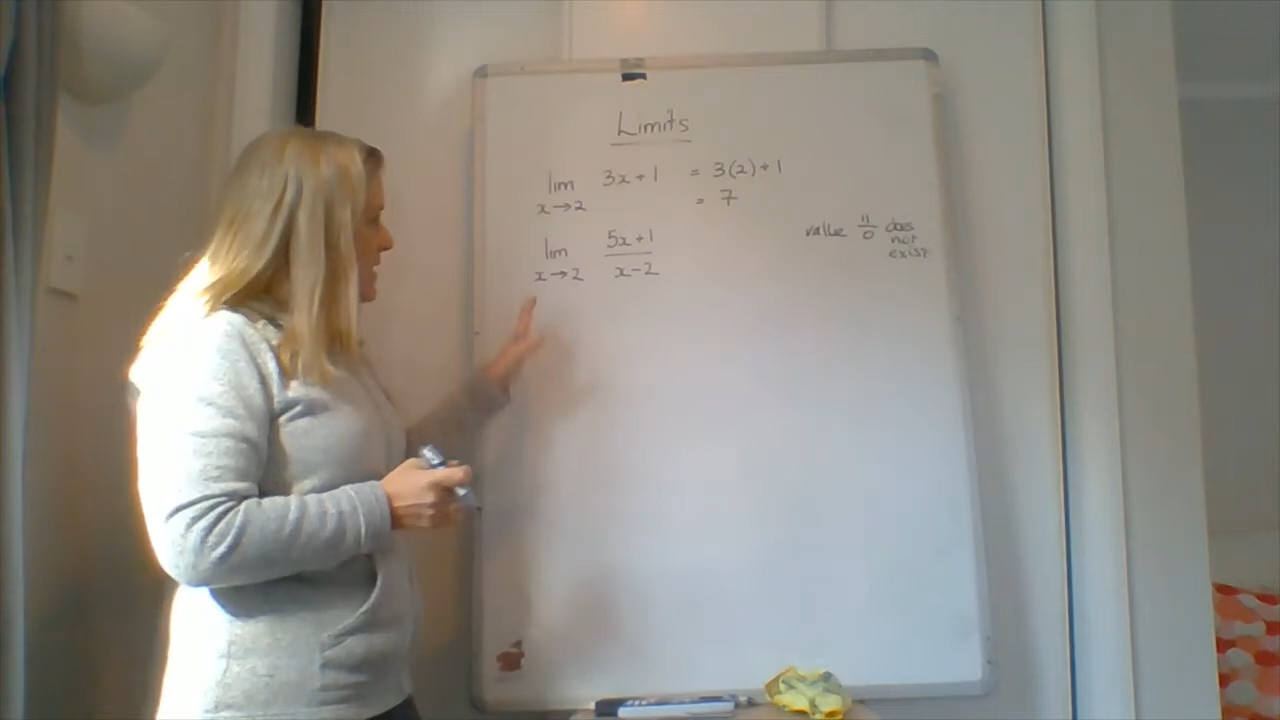 Limits
lim 3x+1 = 3(2)+1
x→2 = 7
value 11/0 does
not
exist
lim 5x+1
x→2 x-2